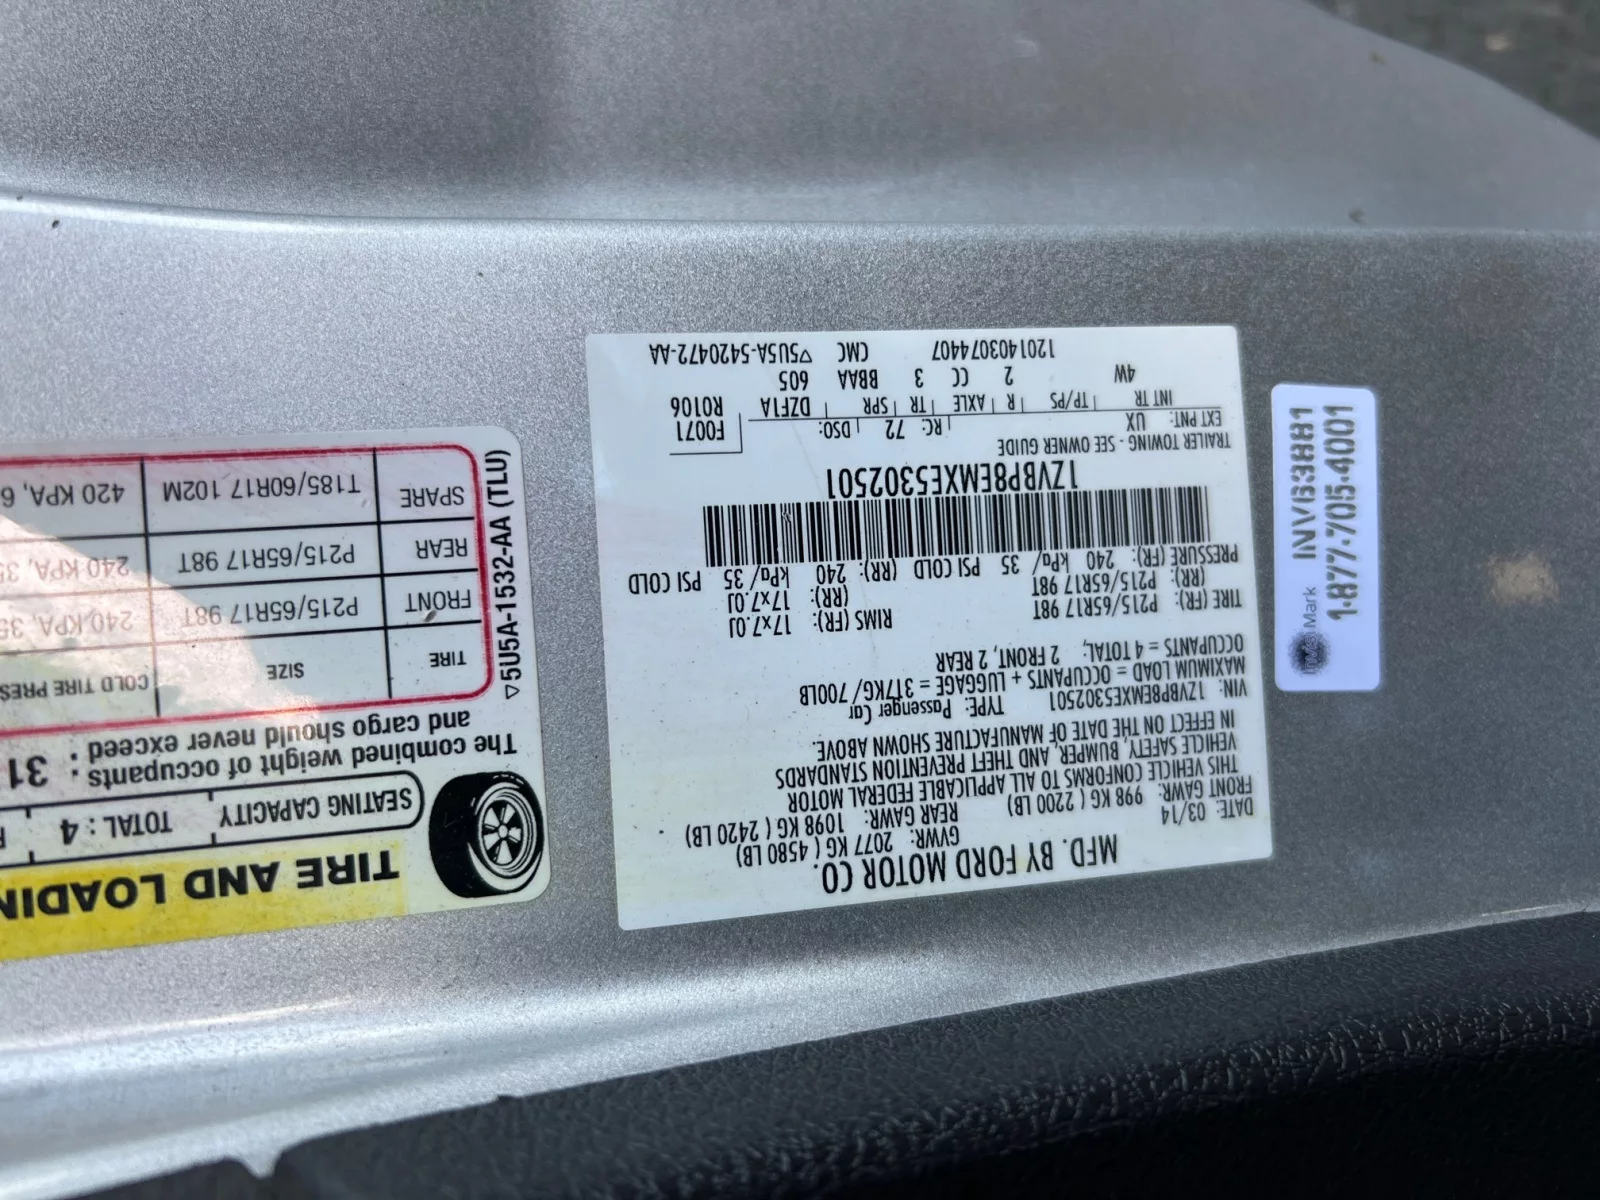 MFD. BY FORD MOTOR CO.
DATE: 03/14 GVWR: 2077 KG ( 4580 LB)
FRONT GAWR: 998 KG ( 2200 LB) REAR GAWR: 1098 KG ( 2420 LB)
THIS VEHICLE CONFORMS TO ALL APPLICABLE FEDERAL MOTOR
VEHICLE SAFETY, BUMPER, AND THEFT PREVENTION STANDARDS
IN EFFECT ON THE DATE OF MANUFACTURE SHOWN ABOVE.
VIN: 1ZVBP8EMXE5302501 TYPE: Passenger Car
MAXIMUM LOAD = OCCUPANTS + LUGGAGE = 317KG/700LB
OCCUPANTS = 4 TOTAL; 2 FRONT, 2 REAR
TIRE (FR): P215/65R17 98T RIMS (FR): 17x7.0J
(RR): P215/65R17 98T (RR): 17x7.0J
PRESSURE (FR): 240 kPa/ 35 PSI COLD (RR): 240 kPa/ 35 PSI COLD
1ZVBP8EMXE5302501
TRAILER TOWING - SEE OWNER GUIDE
EXT PNT: UX RC: 72 DSO: F0071
INT TR TP/PS R AXLE TR SPR DZF1A R0106
4W 2 CC 3 BBAA 605
1201403074407 CMC ▽5U5A-5420472-AA
TIRE AND LOADIN
SEATING CAPACITY TOTAL : 4
The combined weight of occupants
and cargo should never exceed : 31
TIRE SIZE COLD TIRE PRES
FRONT P215/65R17 98T 240 KPA, 35
REAR P215/65R17 98T 240 KPA, 35
SPARE T185/60R17 102M 420 KPA, 6
▽5U5A-1532-AA (TLU)
Mark INV63881
1-877-705-4001